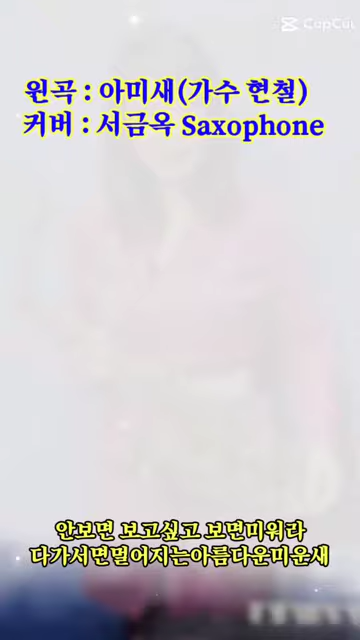 CapCut
원곡 : 아미새(가수 현철)
커버 : 서금옥 Saxophone
안보면 보고싶고 보면미워라
다가서면멀어지는아름다운미운새